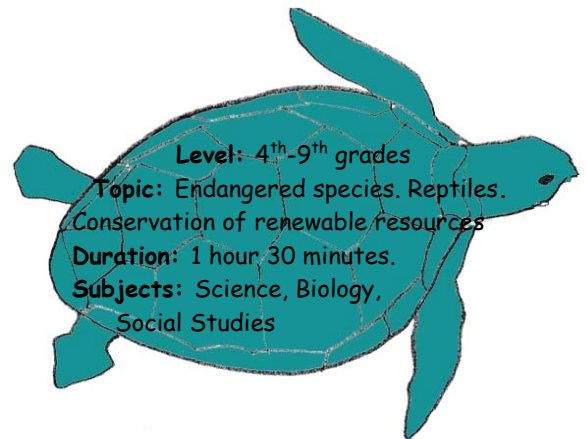 Level: 4th-9th grades
Topic: Endangered species. Reptiles.
Conservation of renewable resources
Duration: 1 hour 30 minutes.
Subjects: Science, Biology,
Social Studies